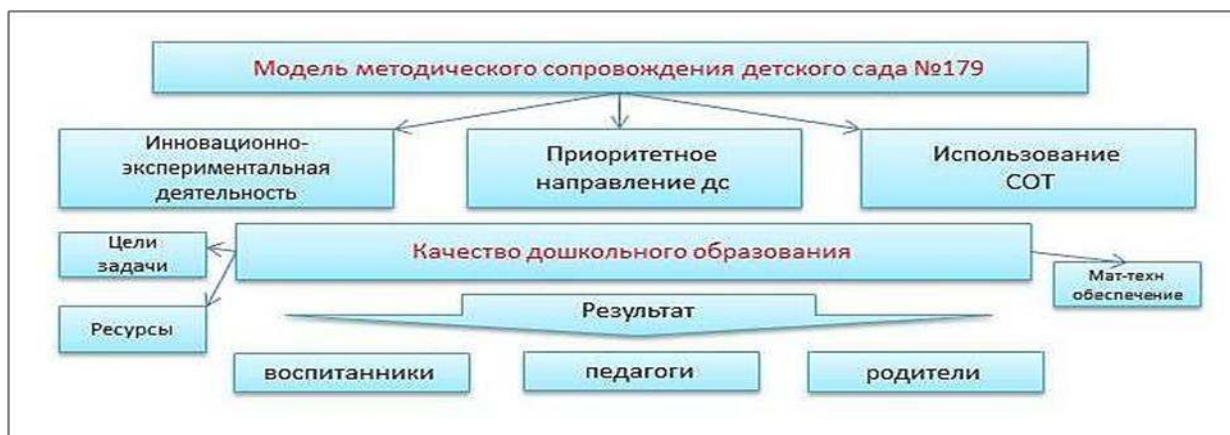 Модель методического сопровождения детского сада №179
Инновационно-
экспериментальная
деятельность
Приоритетное
направление дс
Использование
СОТ
Цели
задачи
Качество дошкольного образования
Мат-техн
обеспечение
Ресурсы
Результат
воспитанники
педагоги
родители